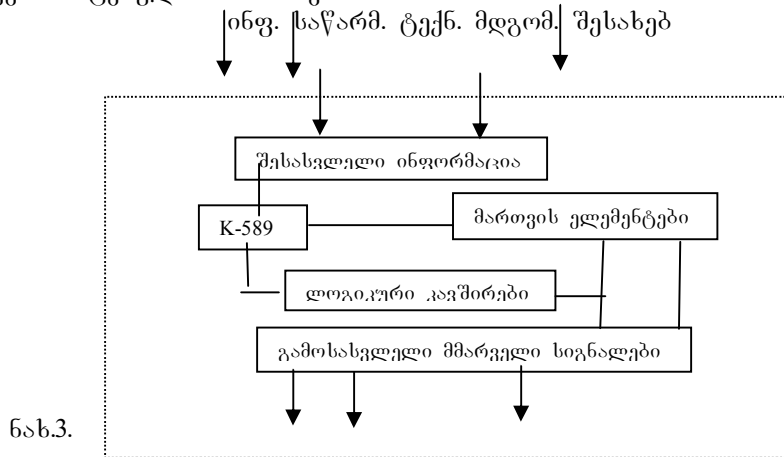 ინფ. საწარმ. ტექნ. მდგომ. შესახებ
შესასვლელი ინფორმაცია
K-589
მართვის ელემენტები
ლოგიკური კავშირები
გამოსასვლელი მმართველი სიგნალები
ნახ.3.